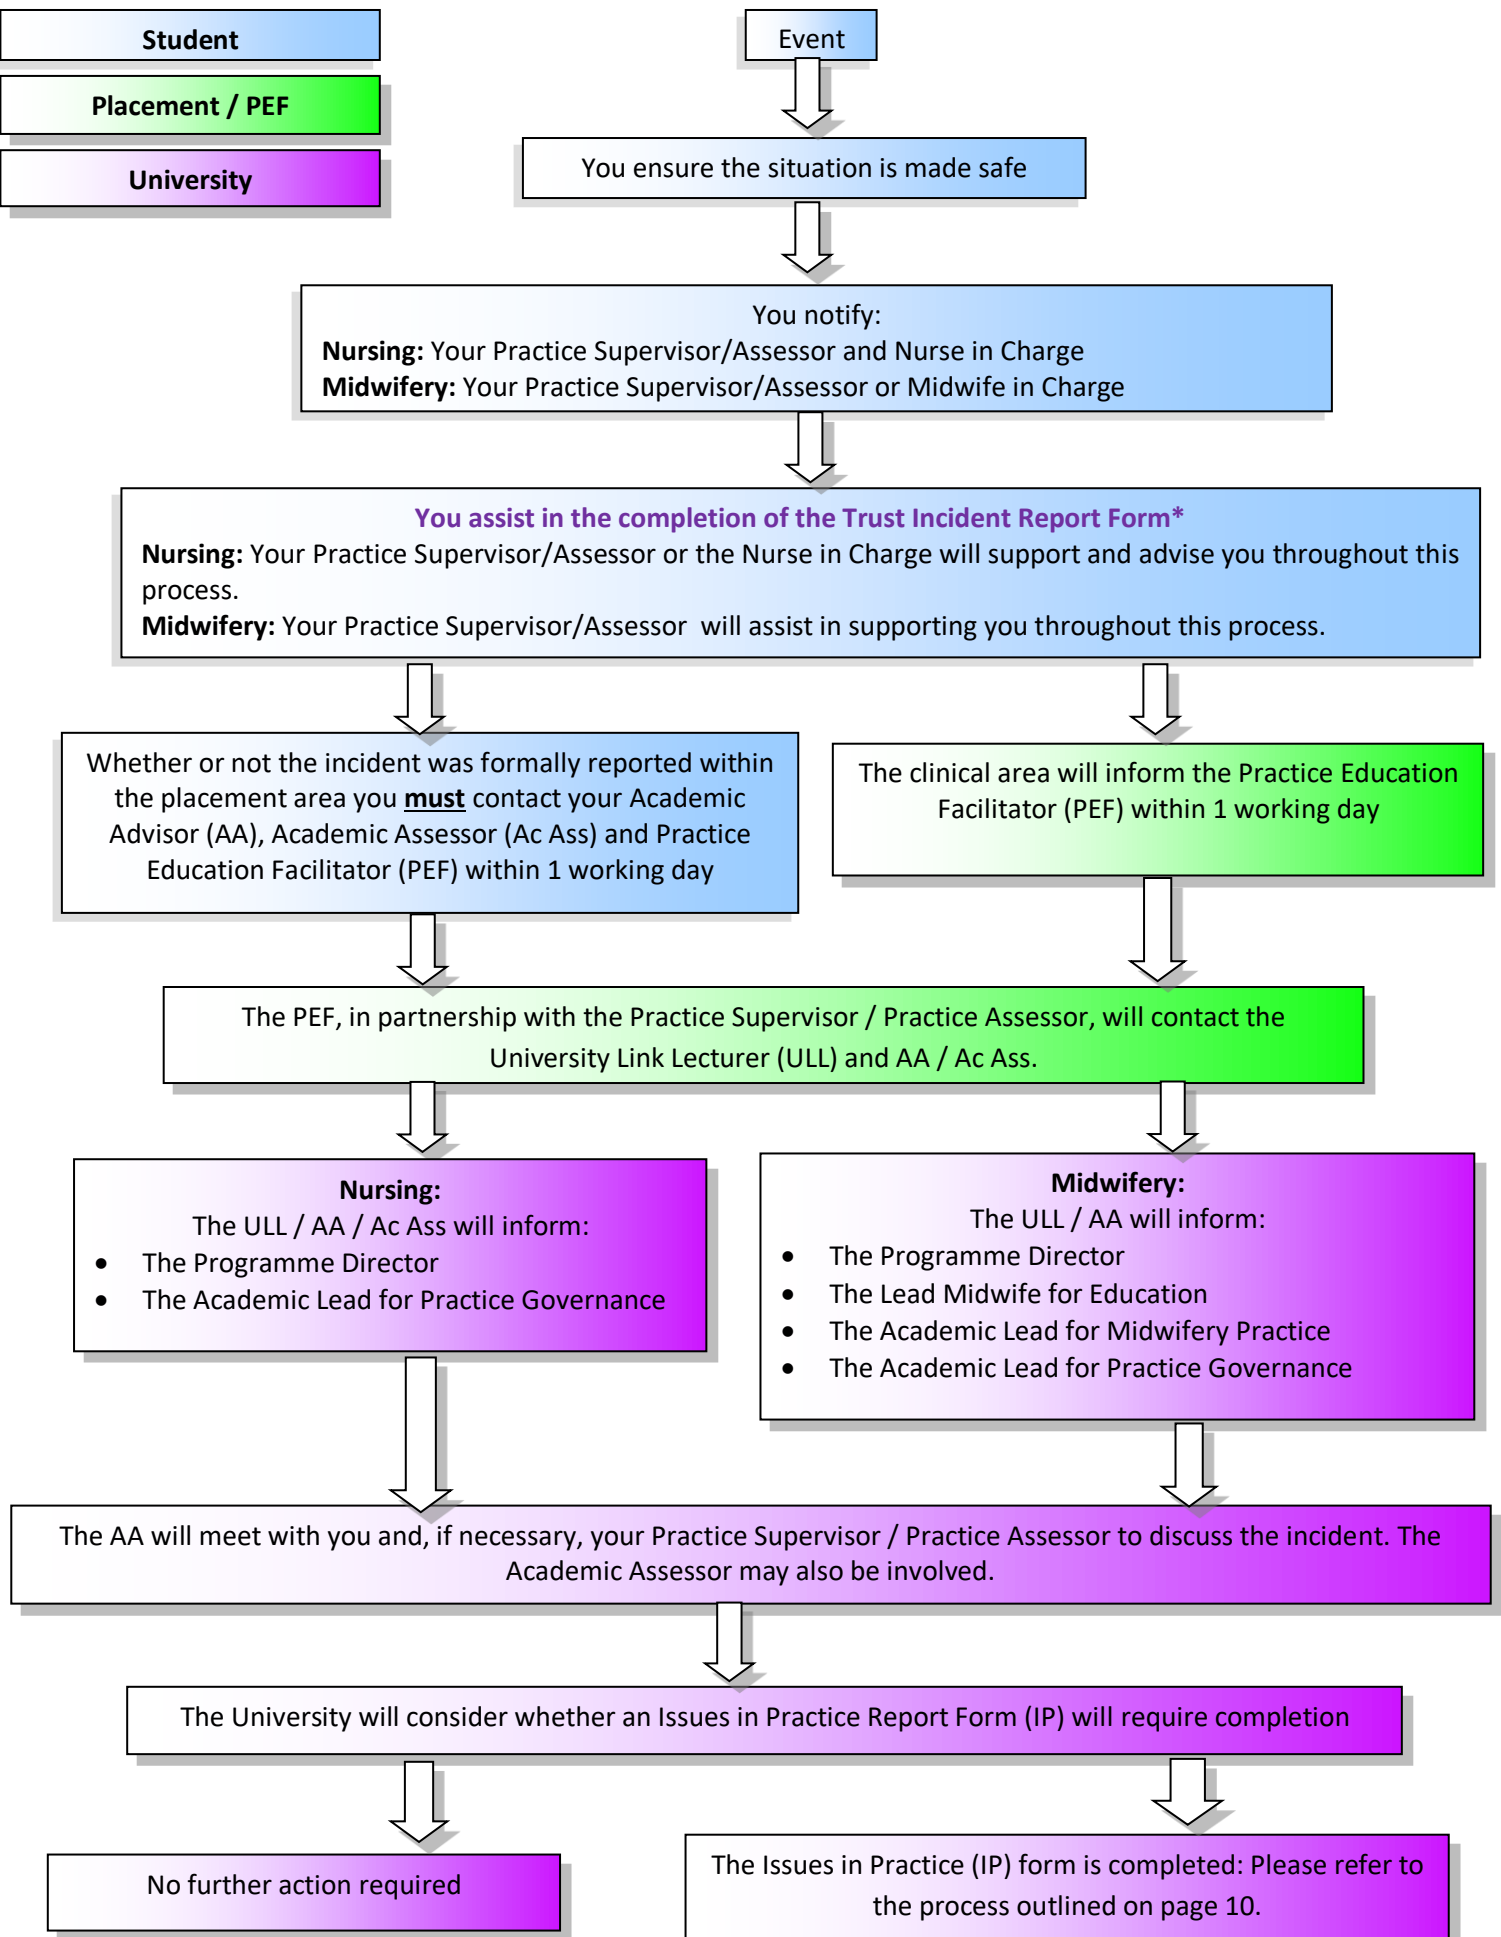 Student
Placement / PEF
University
Event
You ensure the situation is made safe
You notify:
Nursing: Your Practice Supervisor/Assessor and Nurse in Charge
Midwifery: Your Practice Supervisor/Assessor or Midwife in Charge
You assist in the completion of the Trust Incident Report Form*
Nursing: Your Practice Supervisor/Assessor or the Nurse in Charge will support and advise you throughout this
process.
Midwifery: Your Practice Supervisor/Assessor  will assist in supporting you throughout this process.
Whether or not the incident was formally reported within
the placement area you must contact your Academic
Advisor (AA), Academic Assessor (Ac Ass) and Practice
Education Facilitator (PEF) within 1 working day
The clinical area will inform the Practice Education
Facilitator (PEF) within 1 working day
The PEF, in partnership with the Practice Supervisor / Practice Assessor, will contact the
University Link Lecturer (ULL) and AA / Ac Ass.
Nursing:
The ULL / AA / Ac Ass will inform:
• The Programme Director
• The Academic Lead for Practice Governance
Midwifery:
The ULL / AA will inform:
• The Programme Director
• The Lead Midwife for Education
• The Academic Lead for Midwifery Practice
• The Academic Lead for Practice Governance
The AA will meet with you and, if necessary, your Practice Supervisor / Practice Assessor to discuss the incident. The
Academic Assessor may also be involved.
The University will consider whether an Issues in Practice Report Form (IP) will require completion
No further action required
The Issues in Practice (IP) form is completed: Please refer to
the process outlined on page 10.